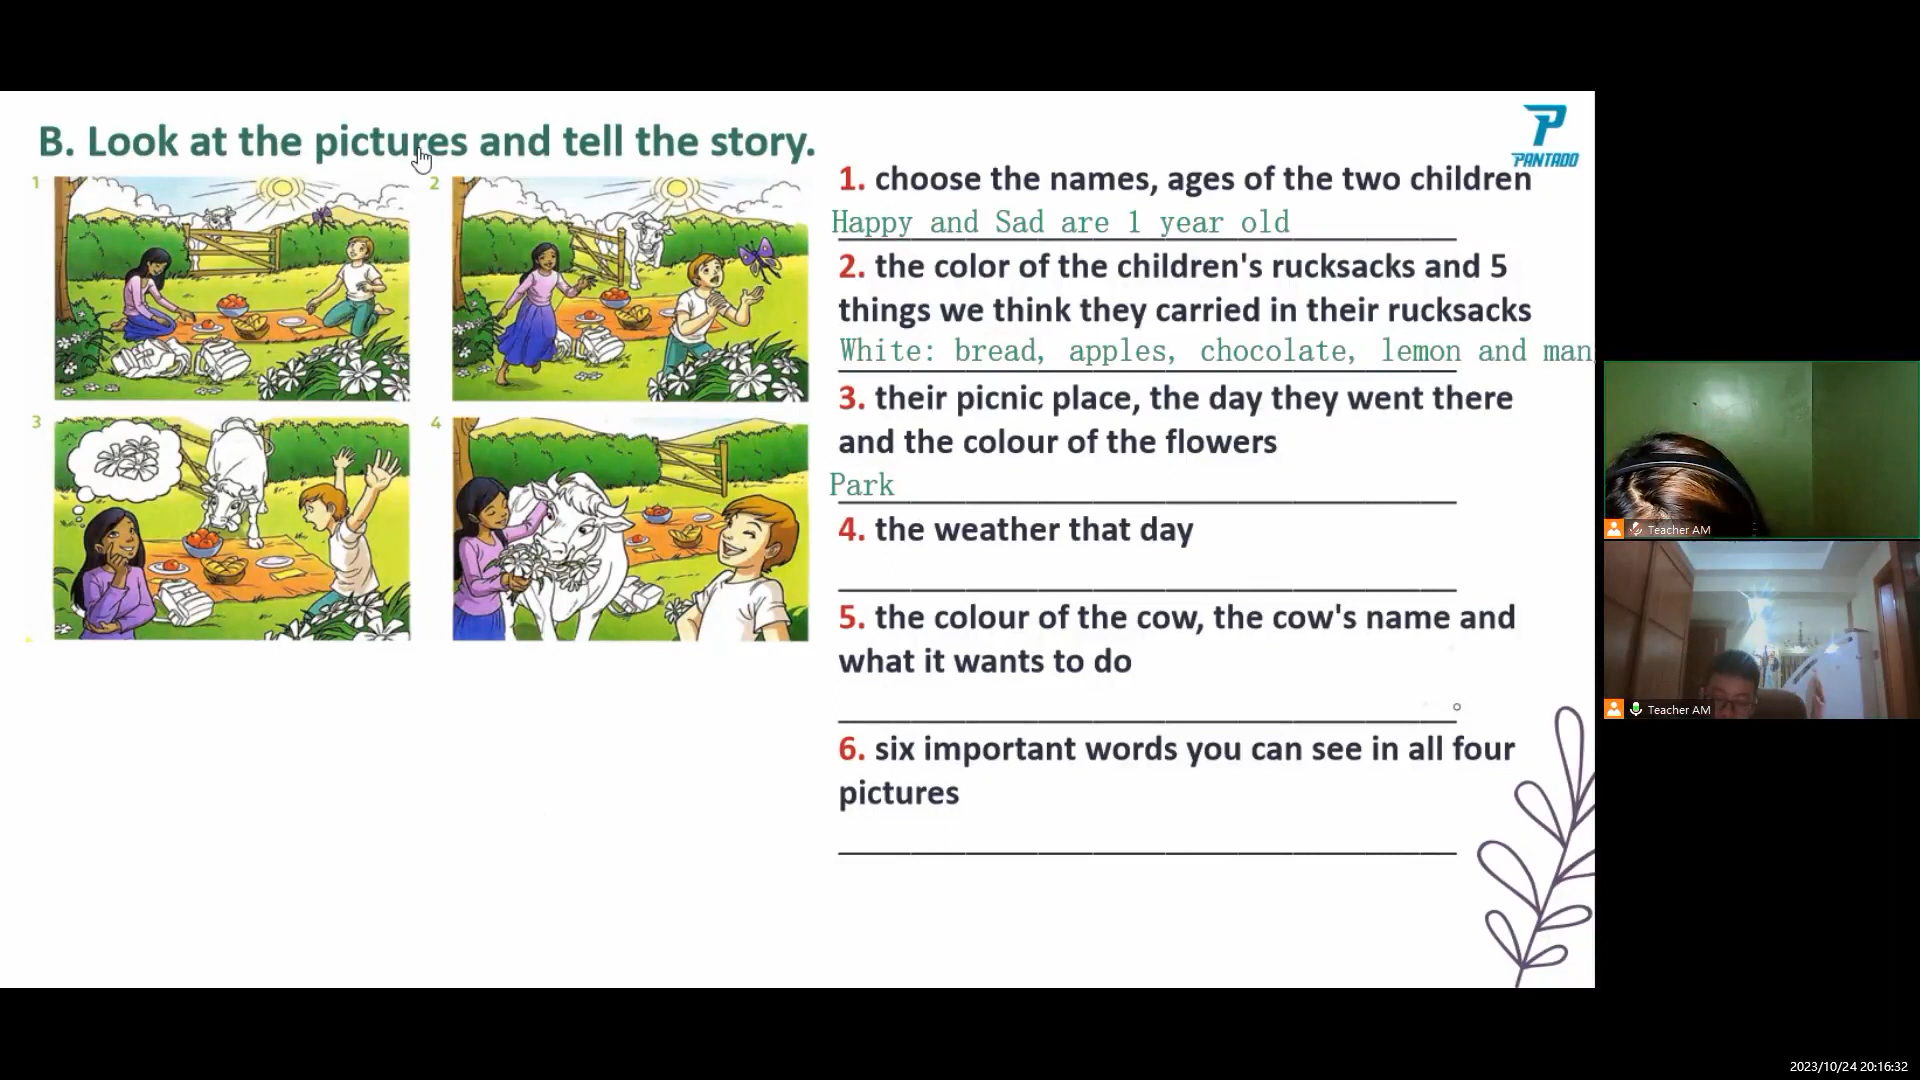 B. Look at the pictures and tell the story.
PANTADO
1
2
3
4
1. choose the names, ages of the two children
Happy and Sad are 1 year old
2. the color of the children's rucksacks and 5
things we think they carried in their rucksacks
White: bread, apples, chocolate, lemon and man
3. their picnic place, the day they went there
and the colour of the flowers
Park
4. the weather that day
5. the colour of the cow, the cow's name and
what it wants to do
6. six important words you can see in all four
pictures
Teacher AM
Teacher AM
2023/10/24 20:16:32